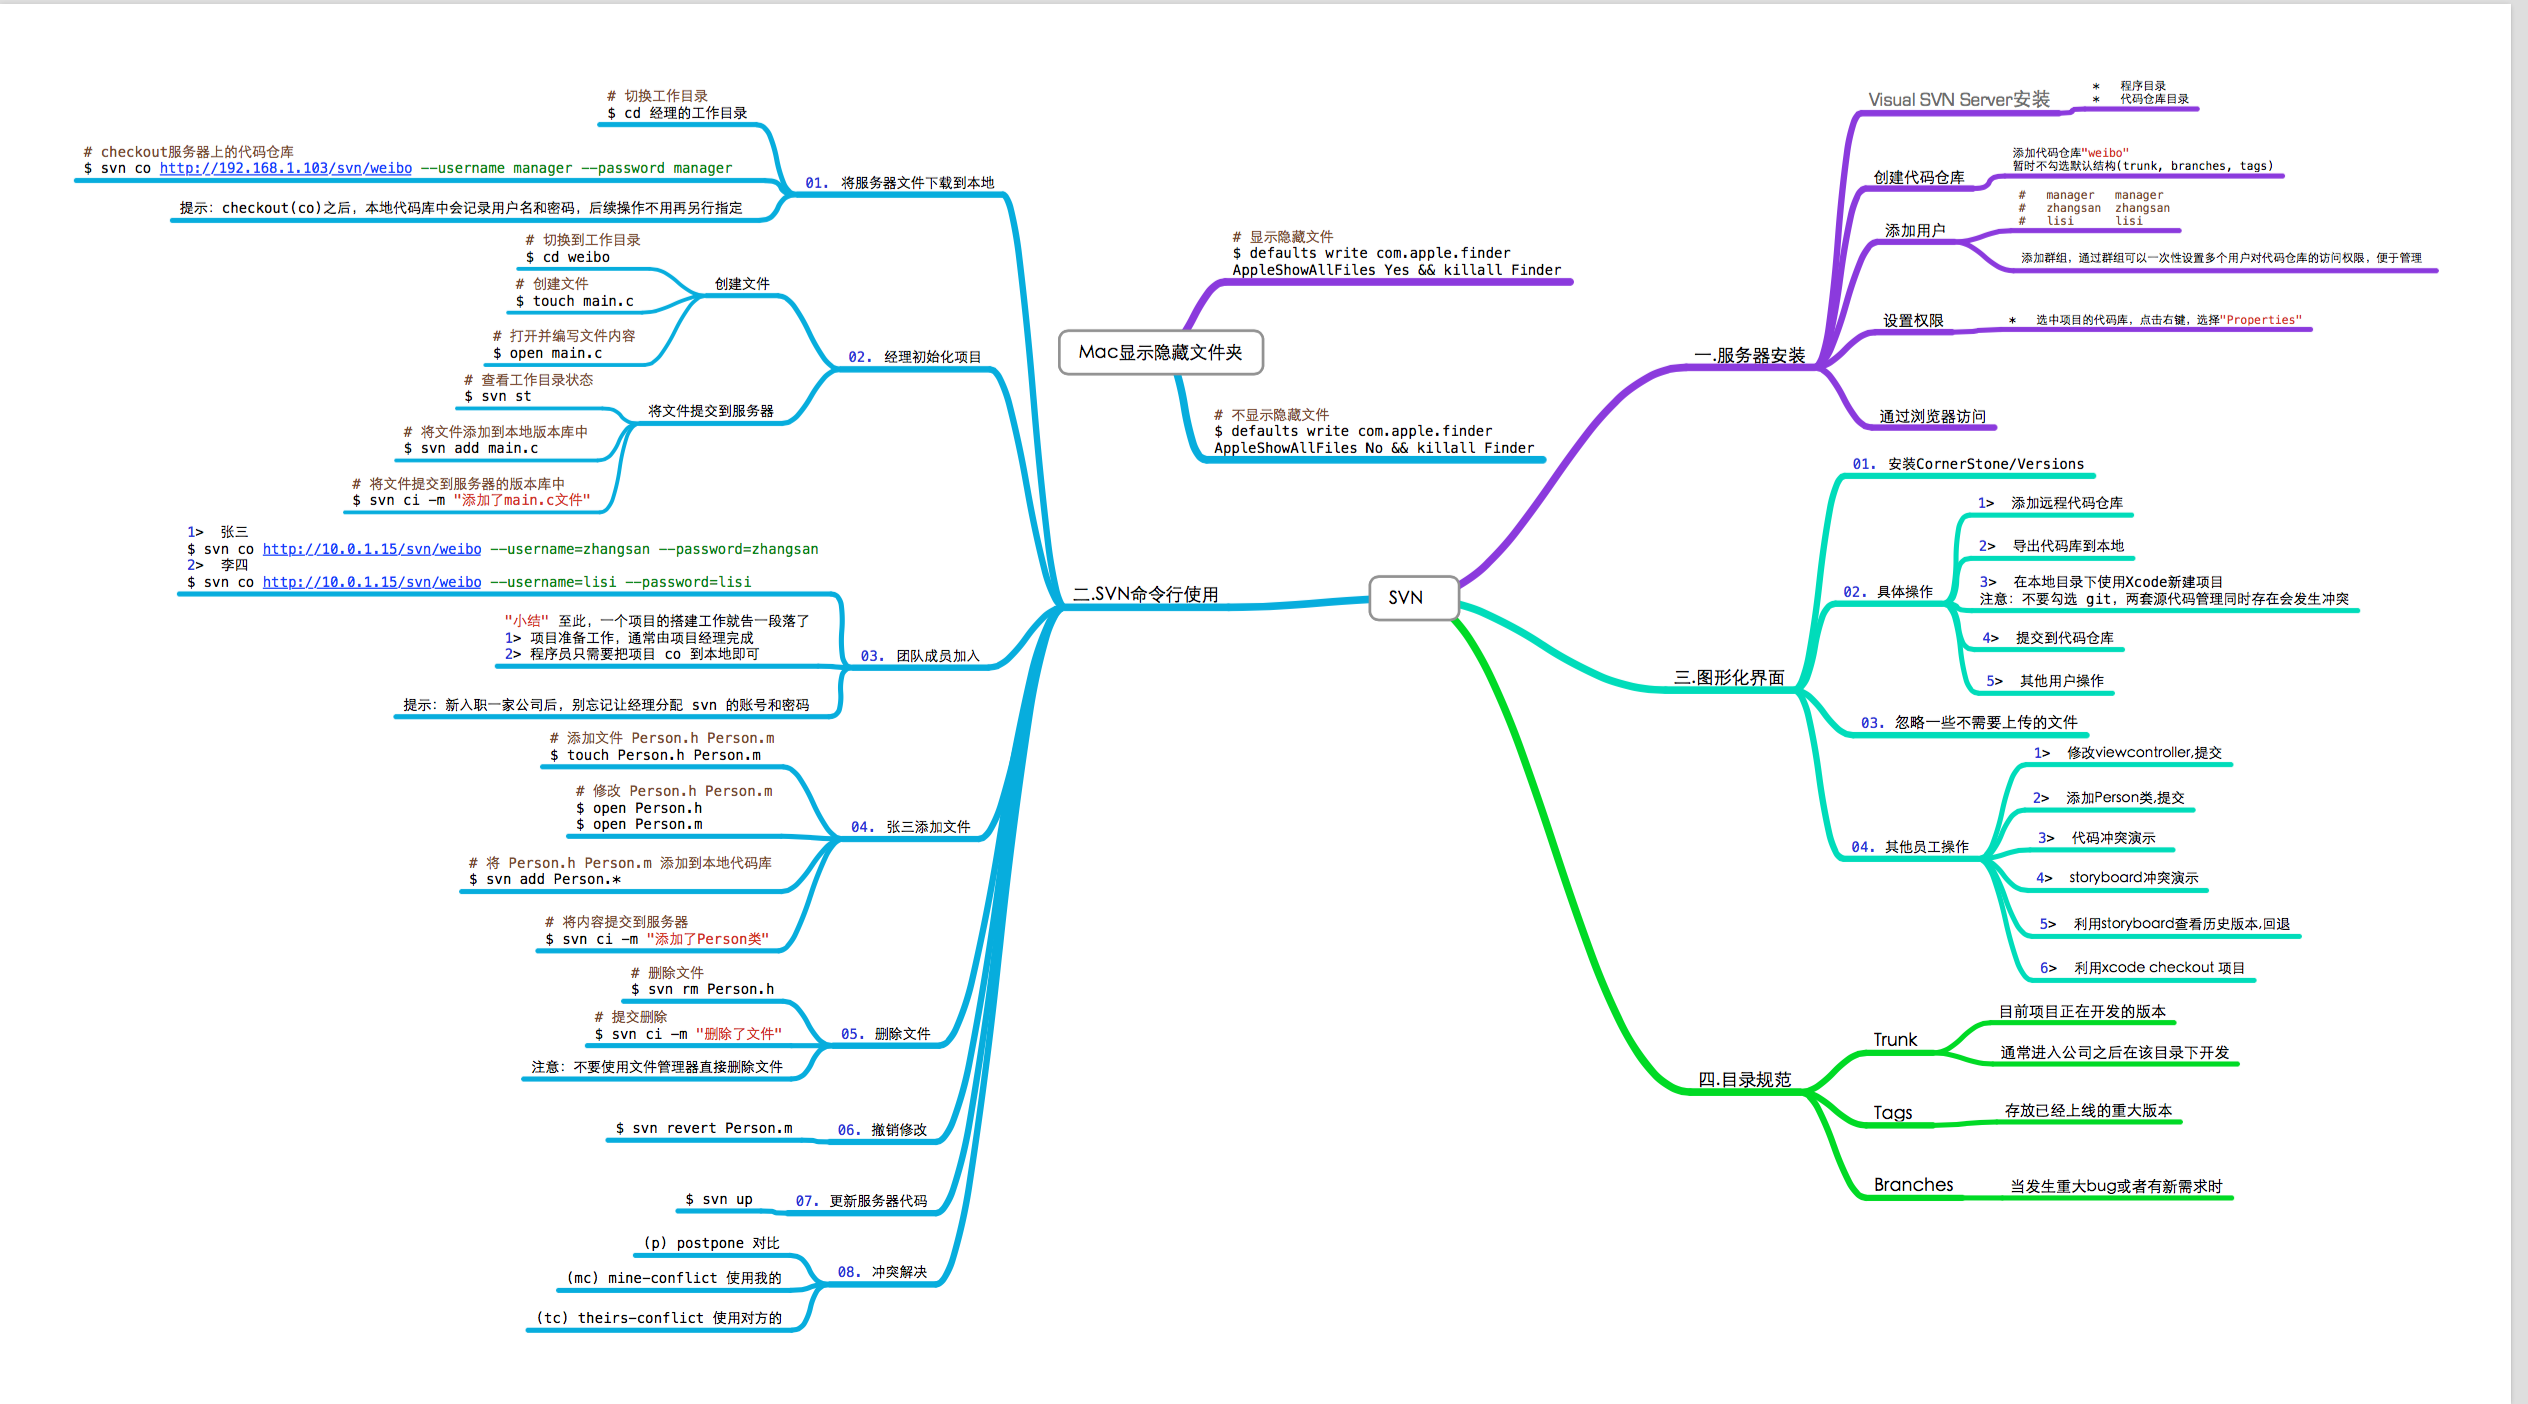 # 切换工作目录
$ cd 经理的工作目录
# checkout服务器上的代码仓库
$ svn co http://192.168.1.103/svn/weibo --username manager --password manager
提示: checkout(co)之后, 本地代码库中会记录用户名和密码, 后续操作不用再另行指定
01. 将服务器文件下载到本地
# 切换到工作目录
$ cd weibo
# 创建文件
$ touch main.c
# 打开并编写文件内容
$ open main.c
创建文件
# 查看工作目录状态
$ svn st
# 将文件添加到本地版本库中
$ svn add main.c
# 将文件提交到服务器的版本库中
$ svn ci -m "添加了main.c文件"
将文件提交到服务器
02. 经理初始化项目
1> 张三
$ svn co http://10.0.1.15/svn/weibo --username=zhangsan --password=zhangsan
2> 李四
$ svn co http://10.0.1.15/svn/weibo --username=lisi --password=lisi
"小结" 至此, 一个项目的搭建工作就告一段落了
1> 项目准备工作, 通常由项目经理完成
2> 程序员只需要把项目 co 到本地即可
提示: 新入职一家公司后, 别忘记让经理分配 svn 的账号和密码
03. 团队成员加入
# 添加文件 Person.h Person.m
$ touch Person.h Person.m
# 修改 Person.h Person.m
$ open Person.h
$ open Person.m
# 将 Person.h Person.m 添加到本地代码库
$ svn add Person.*
# 将内容提交到服务器
$ svn ci -m "添加了Person类"
04. 张三添加文件
# 删除文件
$ svn rm Person.h
# 提交删除
$ svn ci -m "删除了文件"
注意: 不要使用文件管理器直接删除文件
05. 删除文件
$ svn revert Person.m
06. 撤销修改
$ svn up
07. 更新服务器代码
(p) postpone 对比
(mc) mine-conflict 使用我的
(tc) theirs-conflict 使用对方的
08. 冲突解决
二.SVN命令行使用
# 显示隐藏文件
$ defaults write com.apple.finder
AppleShowAllFiles Yes && killall Finder
Mac显示隐藏文件夹
# 不显示隐藏文件
$ defaults write com.apple.finder
AppleShowAllFiles No && killall Finder
SVN
一.服务器安装
Visual SVN Server安装
* 程序目录
* 代码仓库目录
创建代码仓库
添加代码仓库"weibo"
暂时不勾选默认结构(trunk, branches, tags)
添加用户
# manager manager
# zhangsan zhangsan
# lisi lisi
添加群组, 通过群组可以一次性设置多个用户对代码仓库的访问权限, 便于管理
设置权限
* 选中项目的代码库, 点击右键, 选择"Properties"
通过浏览器访问
三.图形化界面
01. 安装CornerStone/Versions
02. 具体操作
1> 添加远程代码仓库
2> 导出代码库到本地
3> 在本地目录下使用Xcode新建项目
注意: 不要勾选 git, 两套源代码管理同时存在会发生冲突
4> 提交到代码仓库
5> 其他用户操作
03. 忽略一些不需要上传的文件
04. 其他员工操作
1> 修改viewcontroller,提交
2> 添加Person类,提交
3> 代码冲突演示
4> storyboard冲突演示
5> 利用storyboard查看历史版本,回退
6> 利用xcode checkout 项目
四.目录规范
Trunk
目前项目正在开发的版本
通常进入公司之后在该目录下开发
Tags
存放已经上线的重大版本
Branches
当发生重大bug或者有新需求时